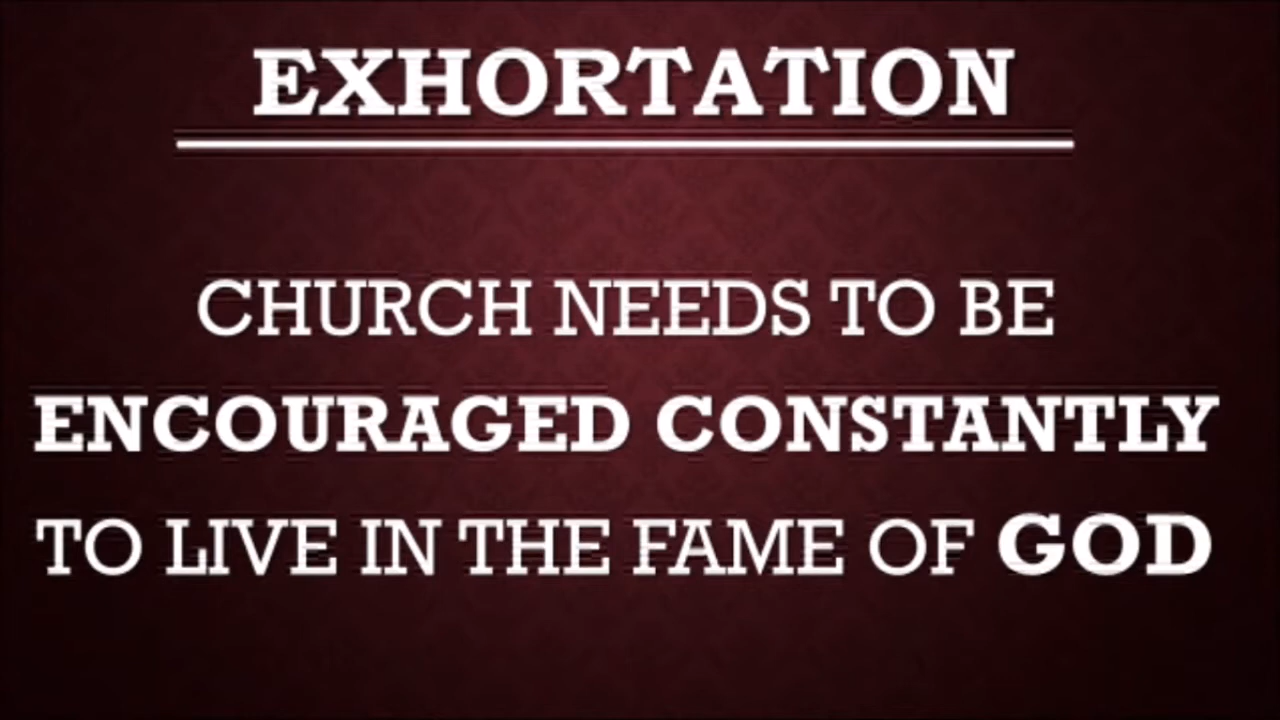 EXHORTATION
CHURCH NEEDS TO BE
ENCOURAGED CONSTANTLY
TO LIVE IN THE FAME OF GOD